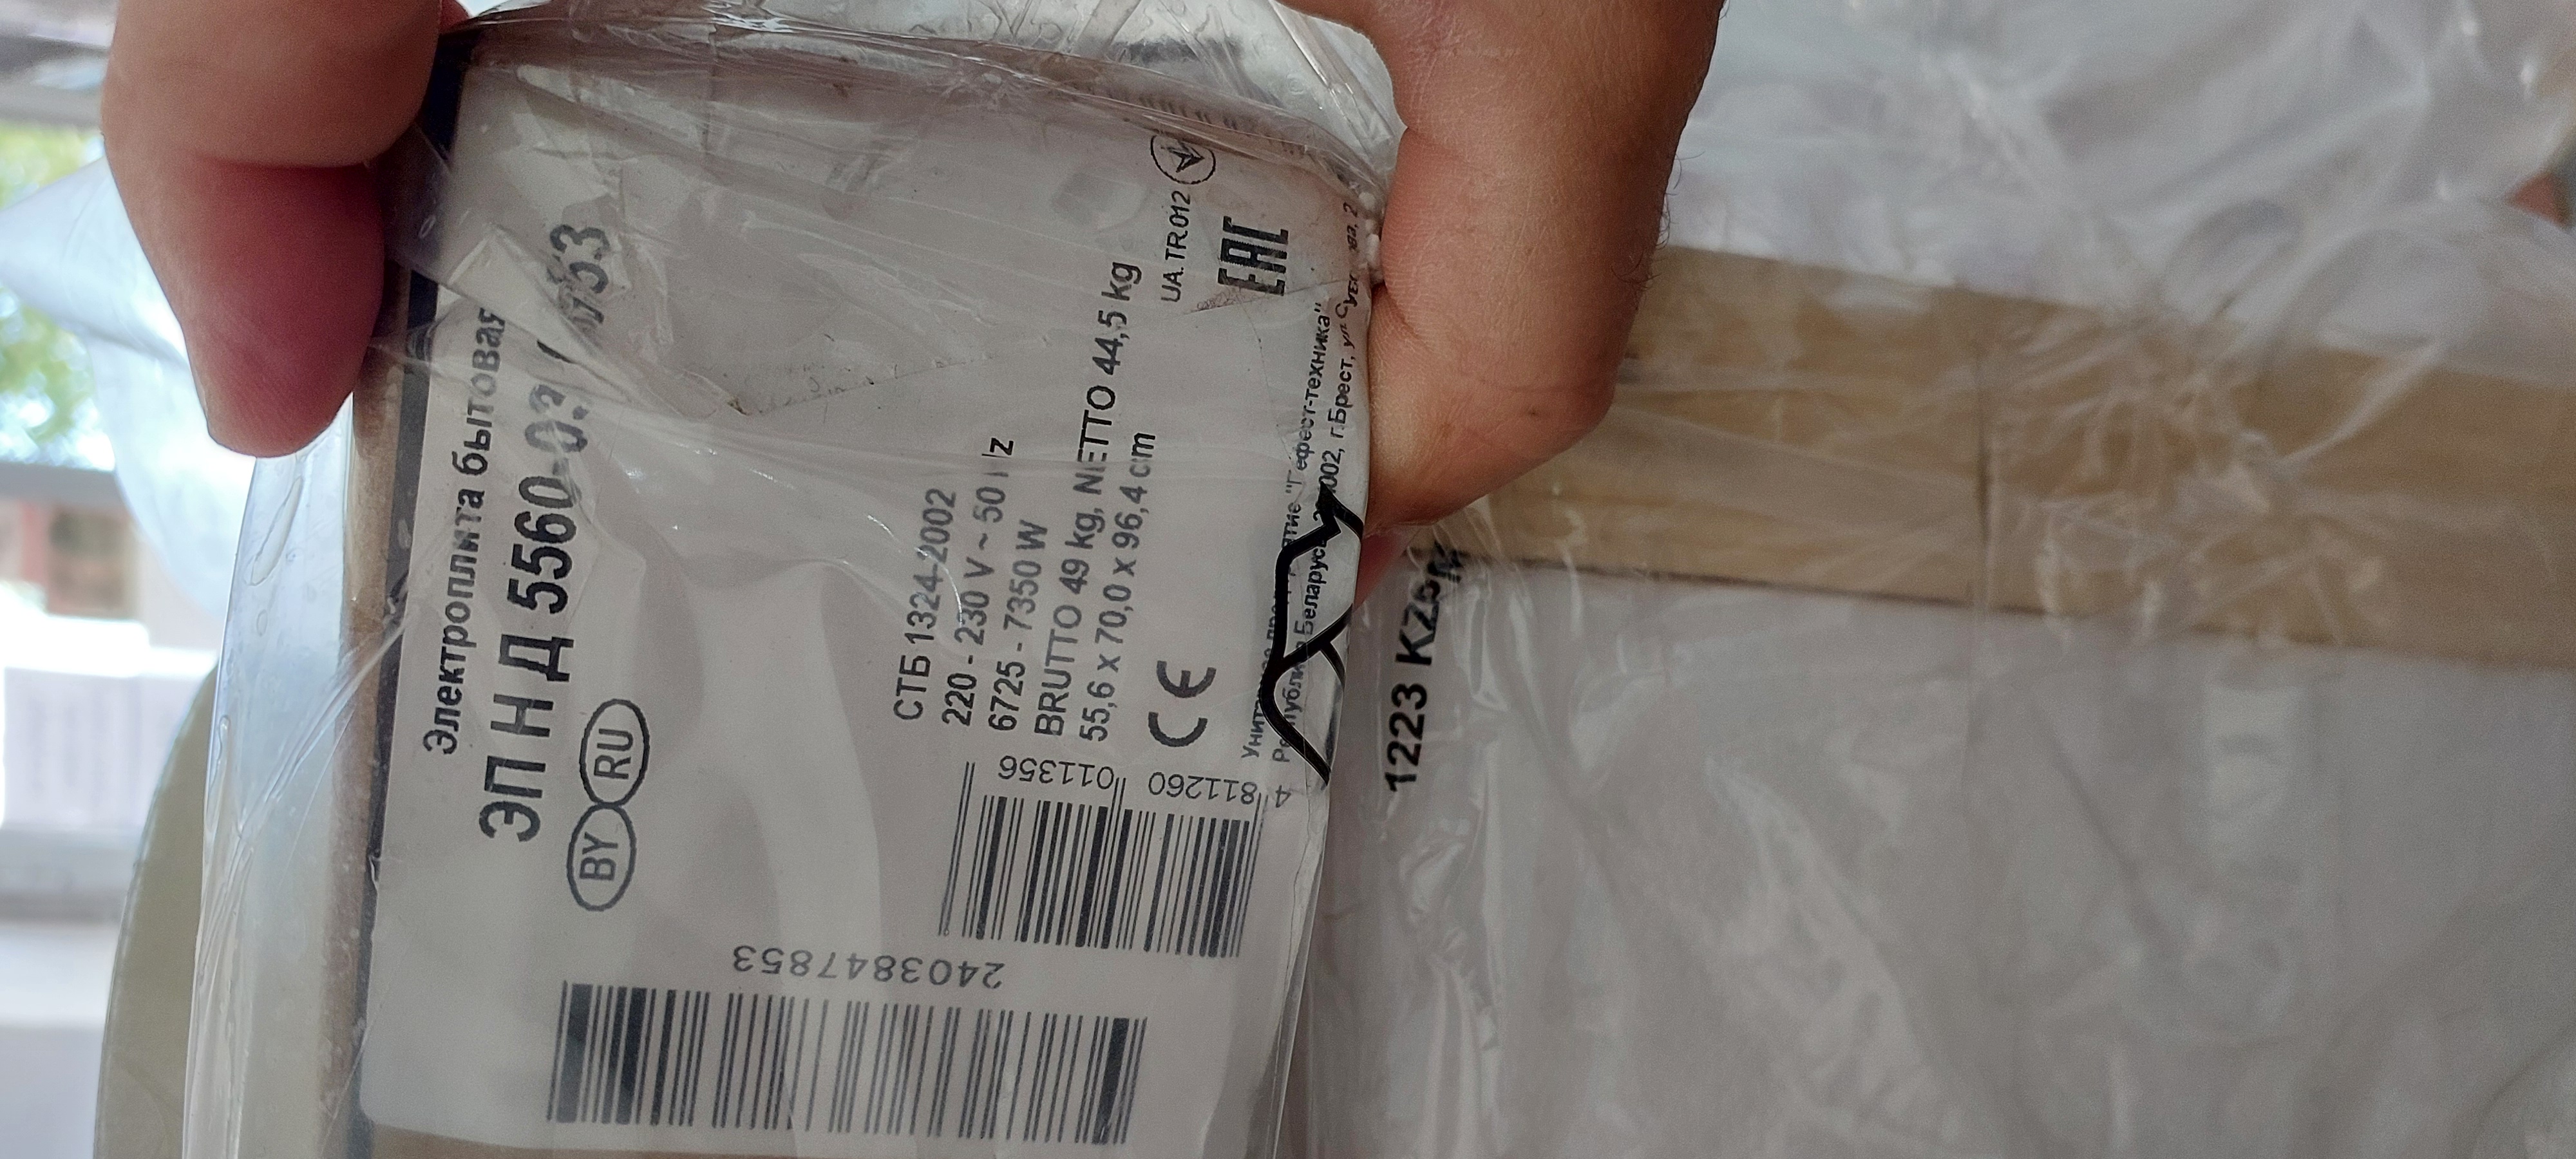 Электроплита бытовая
ЭП Н Д 5560-03
BY RU
СТБ 1324-2002
220 - 230 V ~ 50
6725 - 7350 W
BRUTTO 49 kg, NETTO 44,5 kg
55,6 x 70,0 x 96,4 cm
UA.TR.012
CE
EAC
"Гефест-техника"
Беларусь г.Брест,
4 811260 011356
2403847853
1223